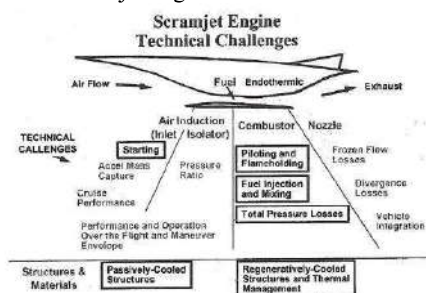 Scramjet Engine
Technical Challenges
Fuel Endothermic
Air Flow
Exhaust
Air Induction
(Inlet / Isolator)
Combustor
Nozzle
TECHNICAL
CALLENGES
Starting
Accel Mass
Capture
Cruise
Performance
Pressure
Ratio
Performance and Operation
Over the Flight and Maneuver
Envelope
Piloting and
Flameholding
Fuel Injection
and Mixing
Total Pressure Losses
Frozen Flow
Losses
Divergence
Losses
Vehicle
Integration
Structures &
Materials
Passively-Cooled
Structures
Regeneratively-Cooled
Structures and Thermal
Management